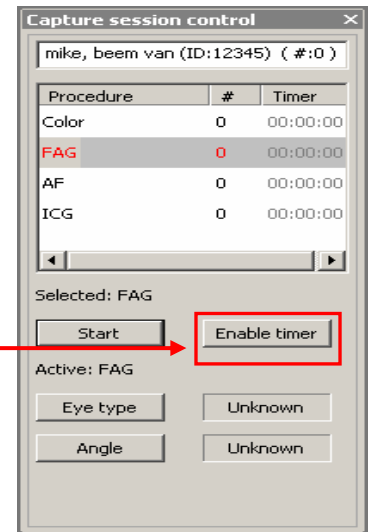 Capture session control ×
mike, beem van (ID:12345) ( #:0 )
Procedure # Timer
Color 0 00:00:00
FAG 0 00:00:00
AF 0 00:00:00
ICG 0 00:00:00
Selected: FAG
Start Enable timer
Active: FAG
Eye type Unknown
Angle Unknown